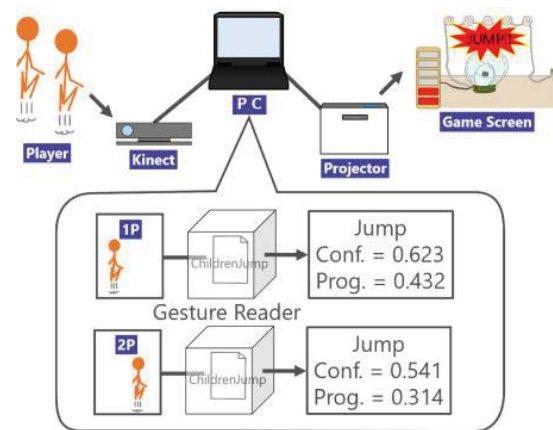 JUMP!!
P C
Player
Kinect
Projector
Game Screen
1P
ChildrenJump
Jump
Conf. = 0.623
Prog. = 0.432
Gesture Reader
2P
ChildrenJump
Jump
Conf. = 0.541
Prog. = 0.314